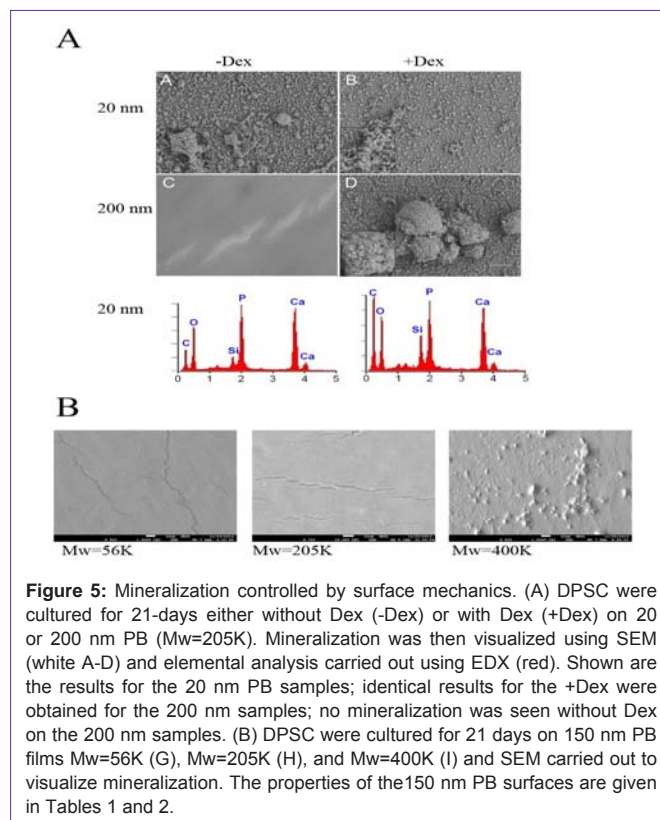 A
-Dex +Dex
20 nm
A B
200 nm
C D
20 nm
C O Si P Ca Ca
C O Si P Ca Ca
0 1 2 3 4 5
0 1 2 3 4 5
B
Mw=56K Mw=205K Mw=400K
Figure 5: Mineralization controlled by surface mechanics. (A) DPSC were
cultured for 21-days either without Dex (-Dex) or with Dex (+Dex) on 20
or 200 nm PB (Mw=205K). Mineralization was then visualized using SEM
(white A-D) and elemental analysis carried out using EDX (red). Shown are
the results for the 20 nm PB samples; identical results for the +Dex were
obtained for the 200 nm samples; no mineralization was seen without Dex
on the 200 nm samples. (B) DPSC were cultured for 21 days on 150 nm PB
films Mw=56K (G), Mw=205K (H), and Mw=400K (I) and SEM carried out to
visualize mineralization. The properties of the150 nm PB surfaces are given
in Tables 1 and 2.